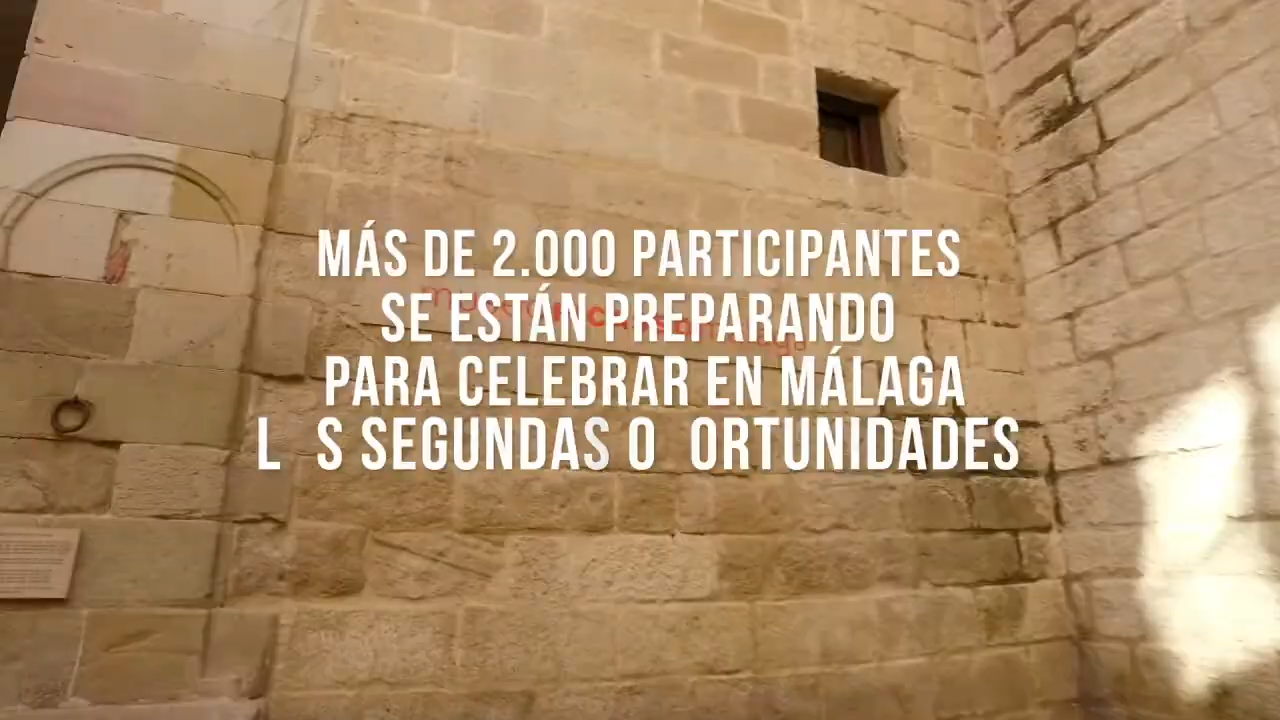 MÁS DE 2.000 PARTICIPANTES
SE ESTÁN PREPARANDO
PARA CELEBRAR EN MÁLAGA
L S SEGUNDAS O ORTUNIDADES